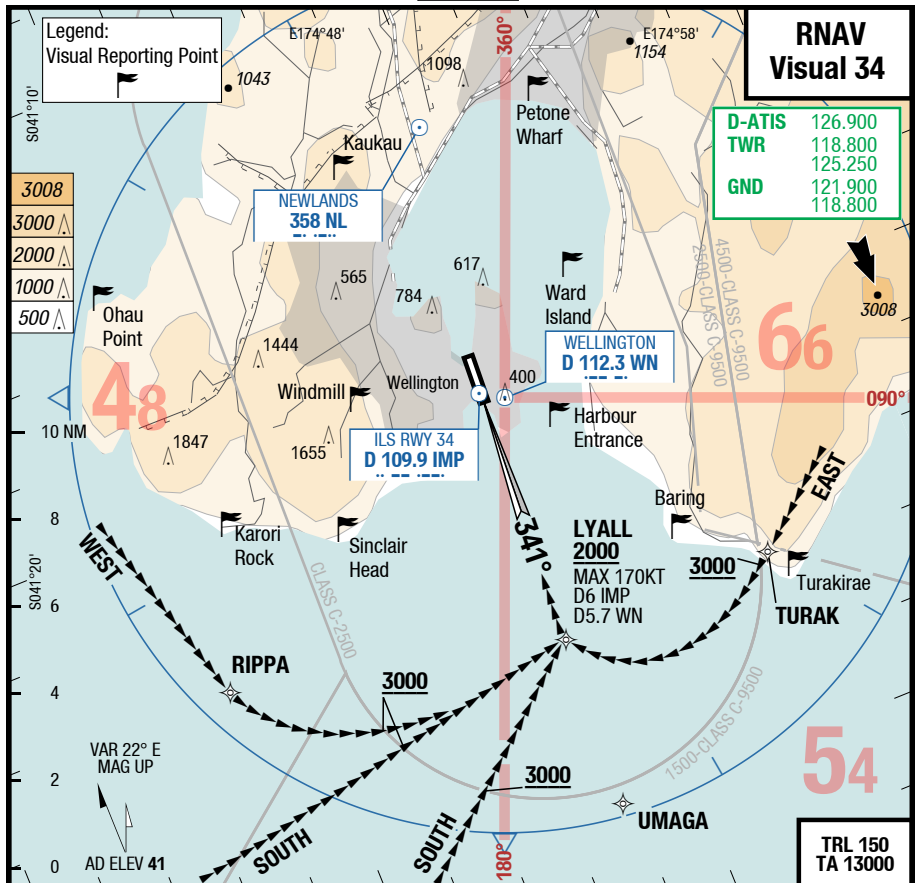 Legend:
Visual Reporting Point
E174°48'
360°
E174°58'
RNAV
Visual 34
1043
1098
1154
S041°10'
Petone
Wharf
Kaukau
D-ATIS 126.900
TWR 118.800
125.250
GND 121.900
118.800
NEWLANDS
358 NL
3008
3000
2000
1000
500
4500-CLASS C-9500
2500-CLASS C-9500
617
565
784
Ward
Island
3008
Ohau
Point
66
WELLINGTON
D 112.3 WN
1444
Windmill
Wellington
400
090°
48
Harbour
Entrance
10 NM
1847
1655
ILS RWY 34
D 109.9 IMP
EAST
Baring
8
Karori
Rock
Sinclair
Head
341°
LYALL
2000
MAX 170KT
D6 IMP
D5.7 WN
3000
Turakirae
TURAK
WEST
S041°20'
6
CLASS C-2500
RIPPA
3000
4
1500-CLASS C-9500
VAR 22° E
MAG UP
2
3000
54
UMAGA
SOUTH
SOUTH
180°
0
AD ELEV 41
TRL 150
TA 13000